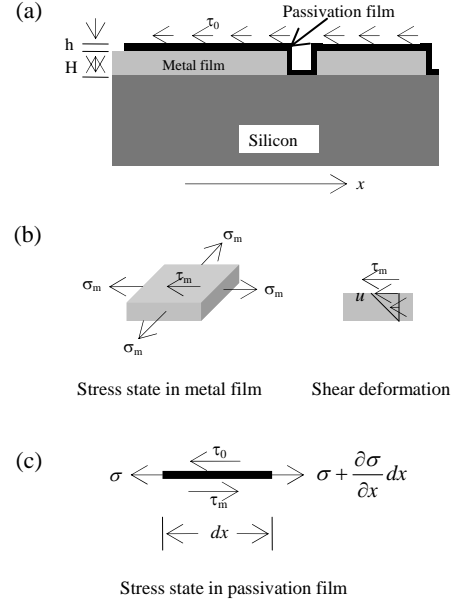 (a)
Passivation film
τ₀
h
H
Metal film
Silicon
x
(b)
σₘ
τₘ
σₘ
σₘ
σₘ
τₘ
u
Stress state in metal film
Shear deformation
(c)
τ₀
σ
σ + ∂σ/∂x dx
τₘ
dx
Stress state in passivation film